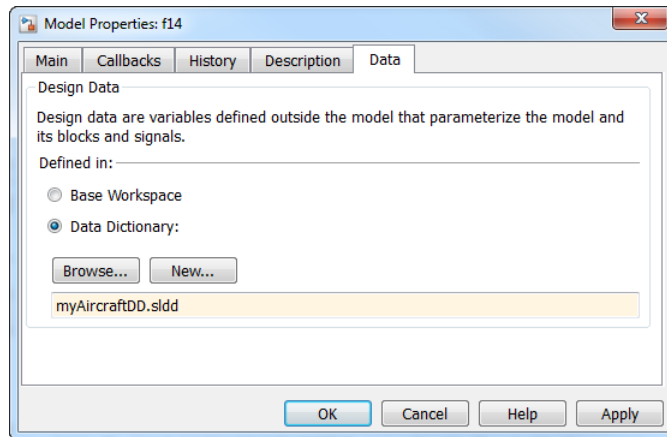 Model Properties: f14
Main Callbacks History Description Data
Design Data
Design data are variables defined outside the model that parameterize the model and
its blocks and signals.
Defined in:
Base Workspace
Data Dictionary:
Browse... New...
myAircraftDD.sldd
OK Cancel Help Apply